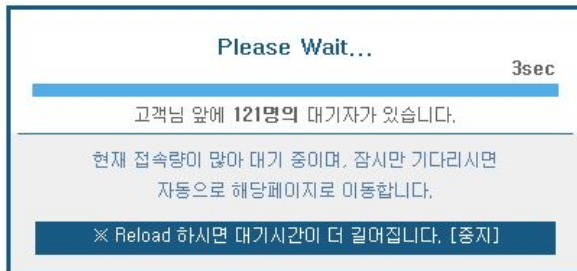 Please Wait...
3sec
고객님 앞에 121명의 대기자가 있습니다.
현재 접속량이 많아 대기 중이며, 잠시만 기다리시면
자동으로 해당페이지로 이동합니다.
※ Reload 하시면 대기시간이 더 길어집니다. [중지]